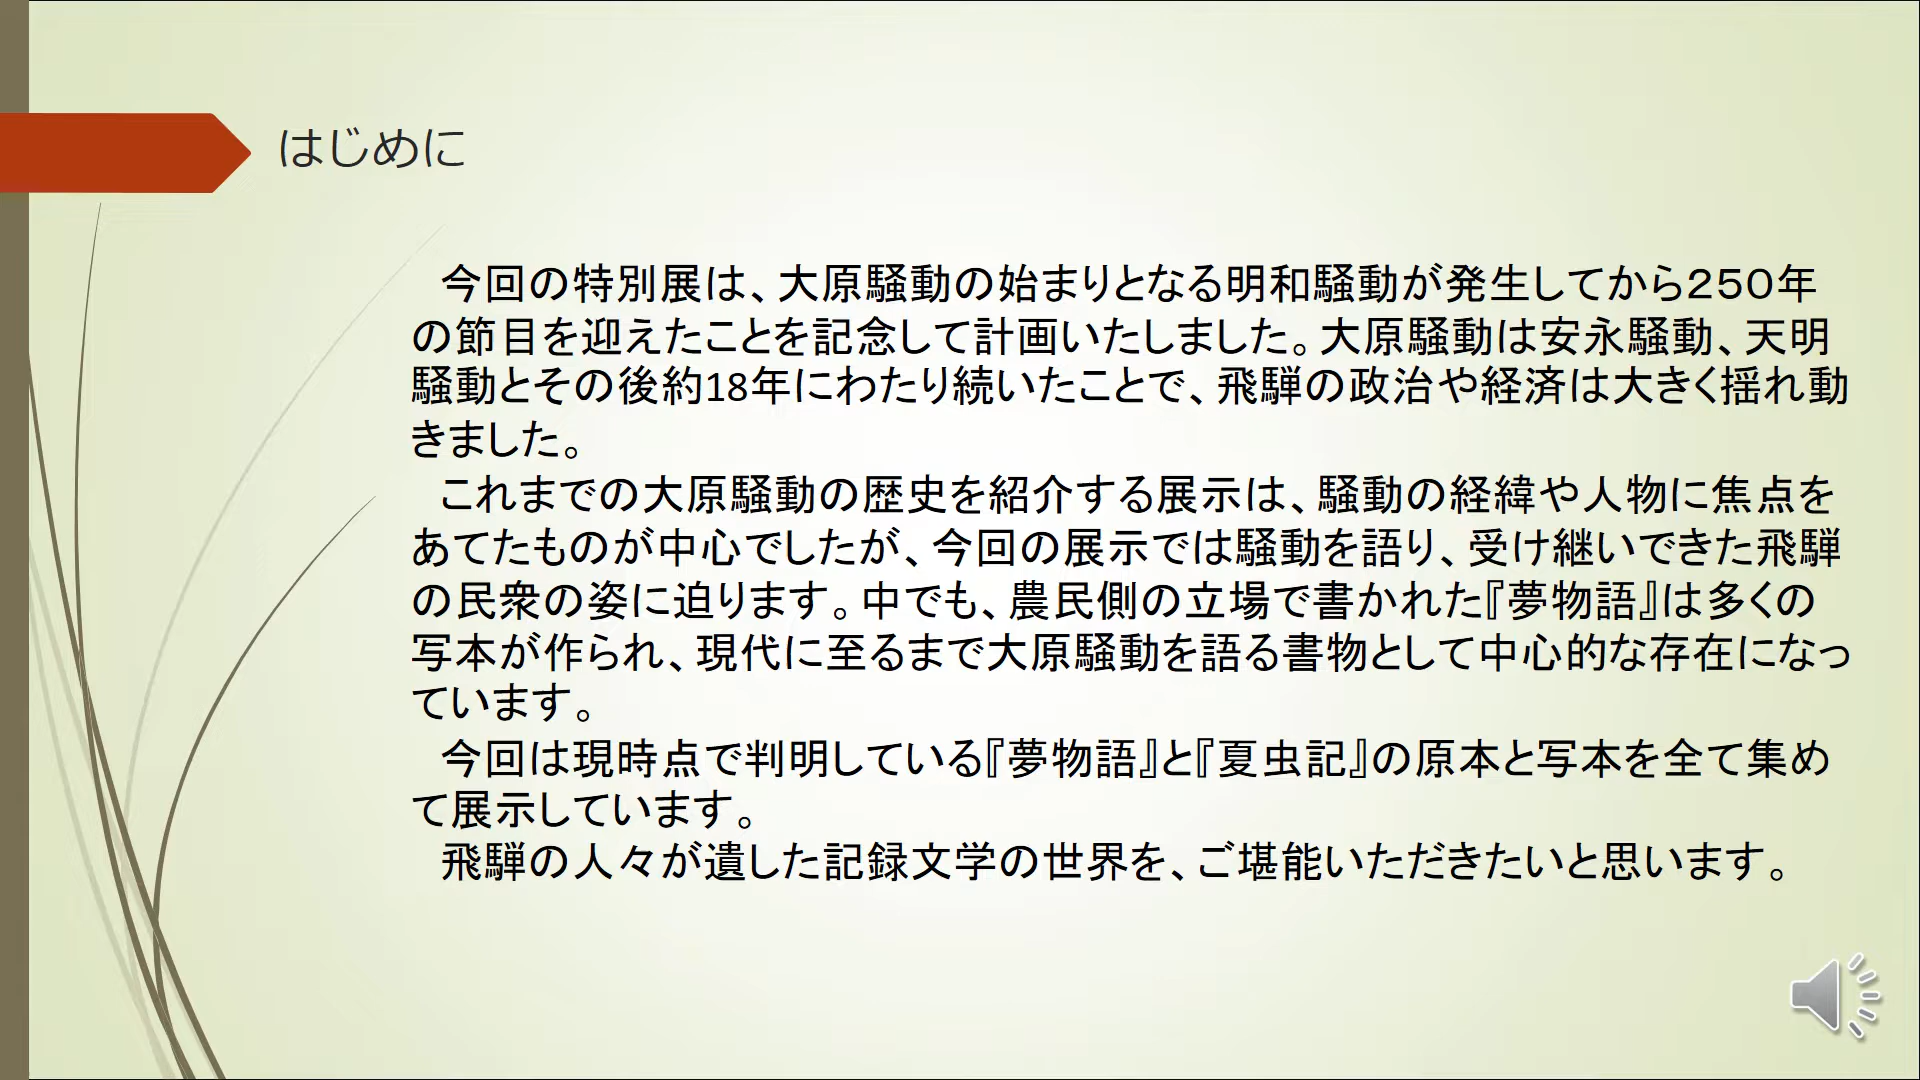 はじめに
今回の特別展は、大原騒動の始まりとなる明和騒動が発生してから２５０年
の節目を迎えたことを記念して計画いたしました。大原騒動は安永騒動、天明
騒動とその後約18年にわたり続いたことで、飛騨の政治や経済は大きく揺れ動
きました。
これまでの大原騒動の歴史を紹介する展示は、騒動の経緯や人物に焦点を
あてたものが中心でしたが、今回の展示では騒動を語り、受け継いできた飛騨
の民衆の姿に迫ります。中でも、農民側の立場で書かれた『夢物語』は多くの
写本が作られ、現代に至るまで大原騒動を語る書物として中心的な存在になっ
ています。
今回は現時点で判明している『夢物語』と『夏虫記』の原本と写本を全て集め
て展示しています。
飛騨の人々が遺した記録文学の世界を、ご堪能いただきたいと思います。